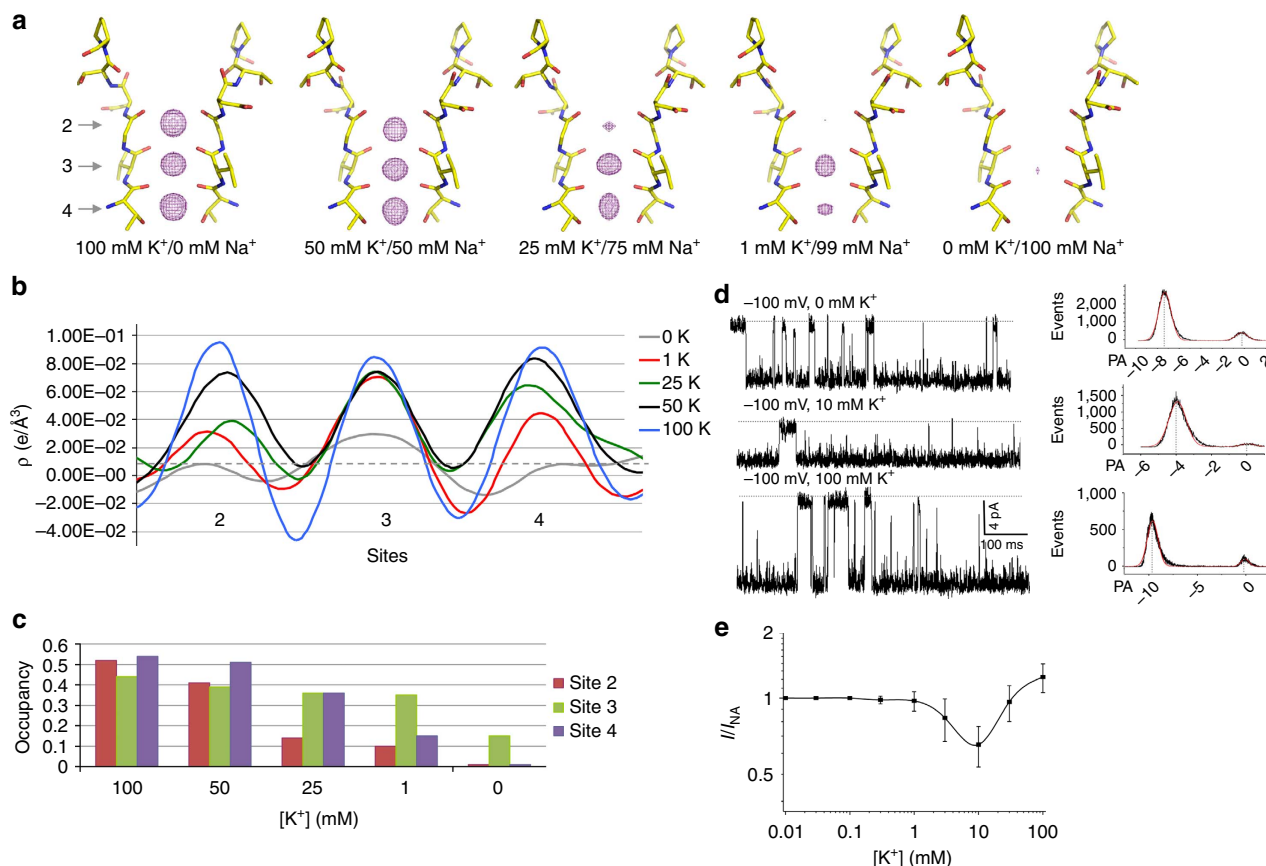 a
2
3
4
100 mM K⁺/0 mM Na⁺
50 mM K⁺/50 mM Na⁺
25 mM K⁺/75 mM Na⁺
1 mM K⁺/99 mM Na⁺
0 mM K⁺/100 mM Na⁺
b
1.00E–01
8.00E–02
6.00E–02
4.00E–02
2.00E–02
0.00E–00
–2.00E–02
–4.00E–02
ρ (e/Å³)
2
3
4
Sites
0 K
1 K
25 K
50 K
100 K
c
0.6
0.5
0.4
0.3
0.2
0.1
0
Occupancy
100
50
25
1
0
[K⁺] (mM)
Site 2
Site 3
Site 4
d
–100 mV, 0 mM K⁺
–100 mV, 10 mM K⁺
–100 mV, 100 mM K⁺
4 pA
100 ms
Events
2,000
1,000
0
PA
–10 –8 –6 –4 –2 0 2
Events
1,500
1,000
500
0
PA
–6 –4 –2 0
Events
1,000
500
0
PA
–10 –5 0
e
2
1
0.5
I/I_NA
0.01 0.1 1 10 100
[K⁺] (mM)